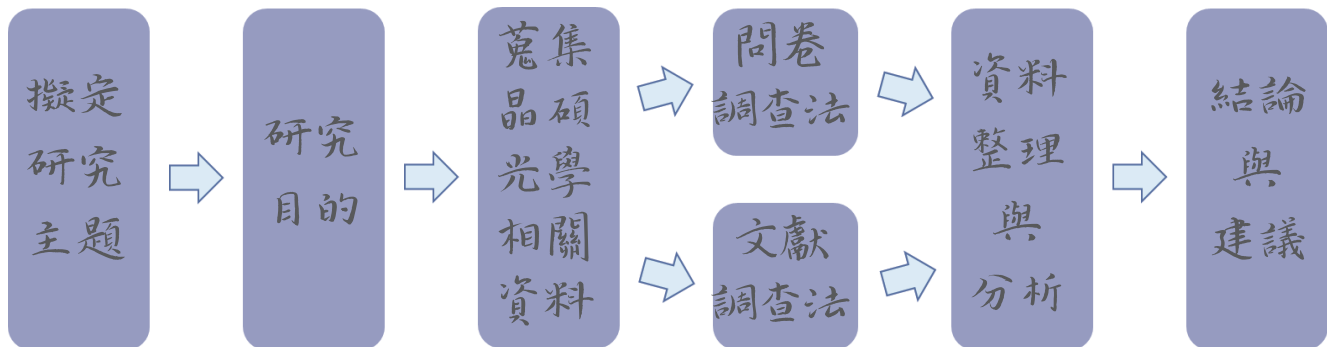 擬定
研究
主題
研究
目的
蒐集
晶碩
光學
相關
資料
問卷
調查法
文獻
調查法
資料
整理
與
分析
結論
與
建議